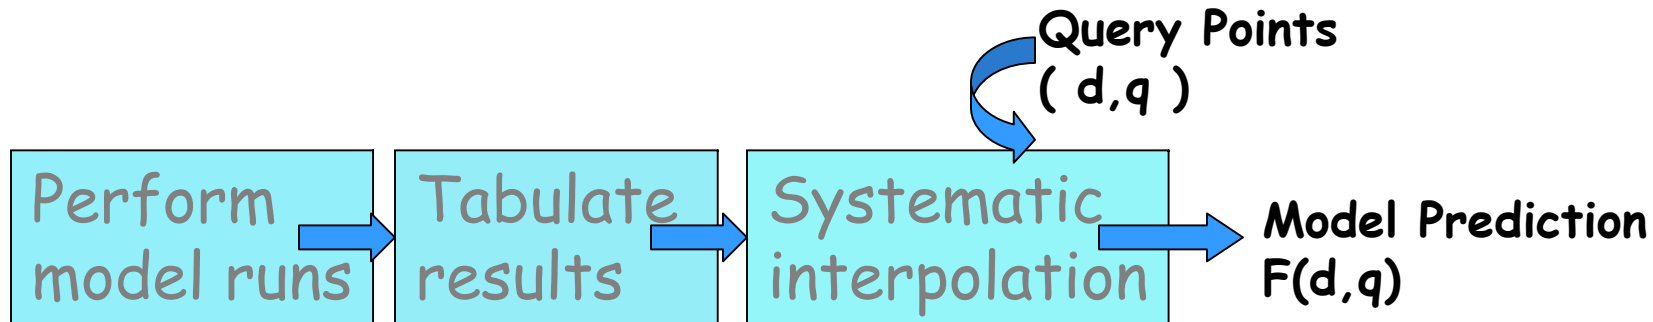 Query Points
( d,q )
Perform
model runs
Tabulate
results
Systematic
interpolation
Model Prediction
F(d,q)